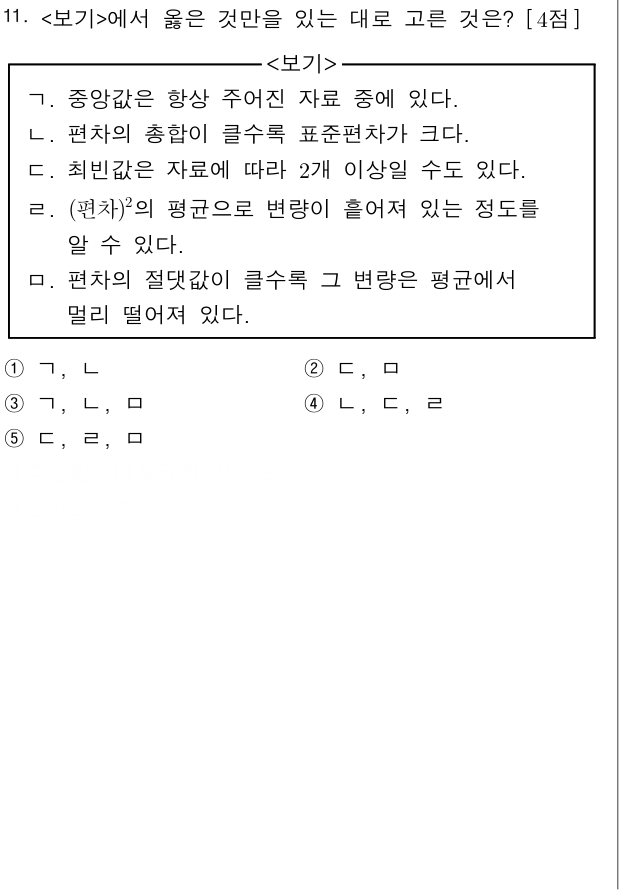 11. <보기>에서 옳은 것만을 있는 대로 고른 것은? [4점]
<보기>
ㄱ. 중앙값은 항상 주어진 자료 중에 있다.
ㄴ. 편차의 총합이 클수록 표준편차가 크다.
ㄷ. 최빈값은 자료에 따라 2개 이상일 수도 있다.
ㄹ. (편차)²의 평균으로 변량이 흩어져 있는 정도를
알 수 있다.
ㅁ. 편차의 절댓값이 클수록 그 변량은 평균에서
멀리 떨어져 있다.
① ㄱ, ㄴ ② ㄷ, ㅁ
③ ㄱ, ㄴ, ㅁ ④ ㄴ, ㄷ, ㄹ
⑤ ㄷ, ㄹ, ㅁ